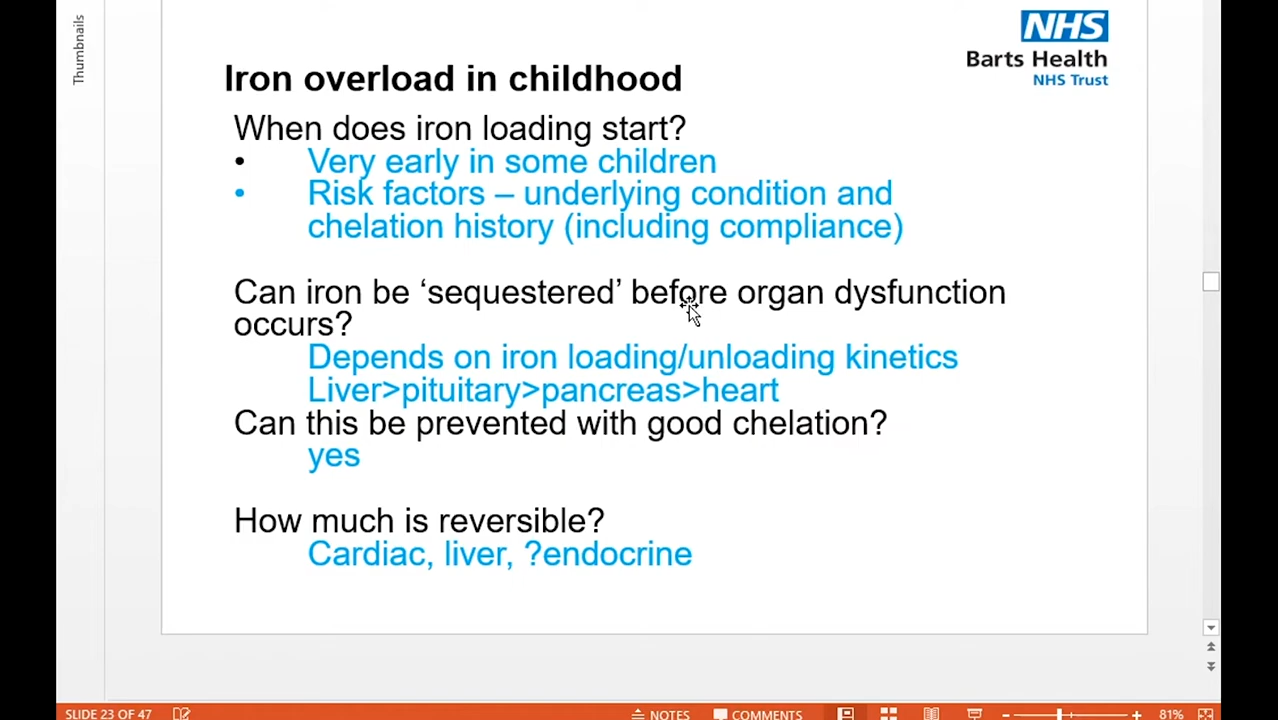 Thumbnails
NHS
Barts Health
NHS Trust
Iron overload in childhood
When does iron loading start?
• Very early in some children
• Risk factors – underlying condition and
chelation history (including compliance)
Can iron be ‘sequestered’ before organ dysfunction
occurs?
Depends on iron loading/unloading kinetics
Liver>pituitary>pancreas>heart
Can this be prevented with good chelation?
yes
How much is reversible?
Cardiac, liver, ?endocrine
SLIDE 23 OF 47 NOTES COMMENTS 81%